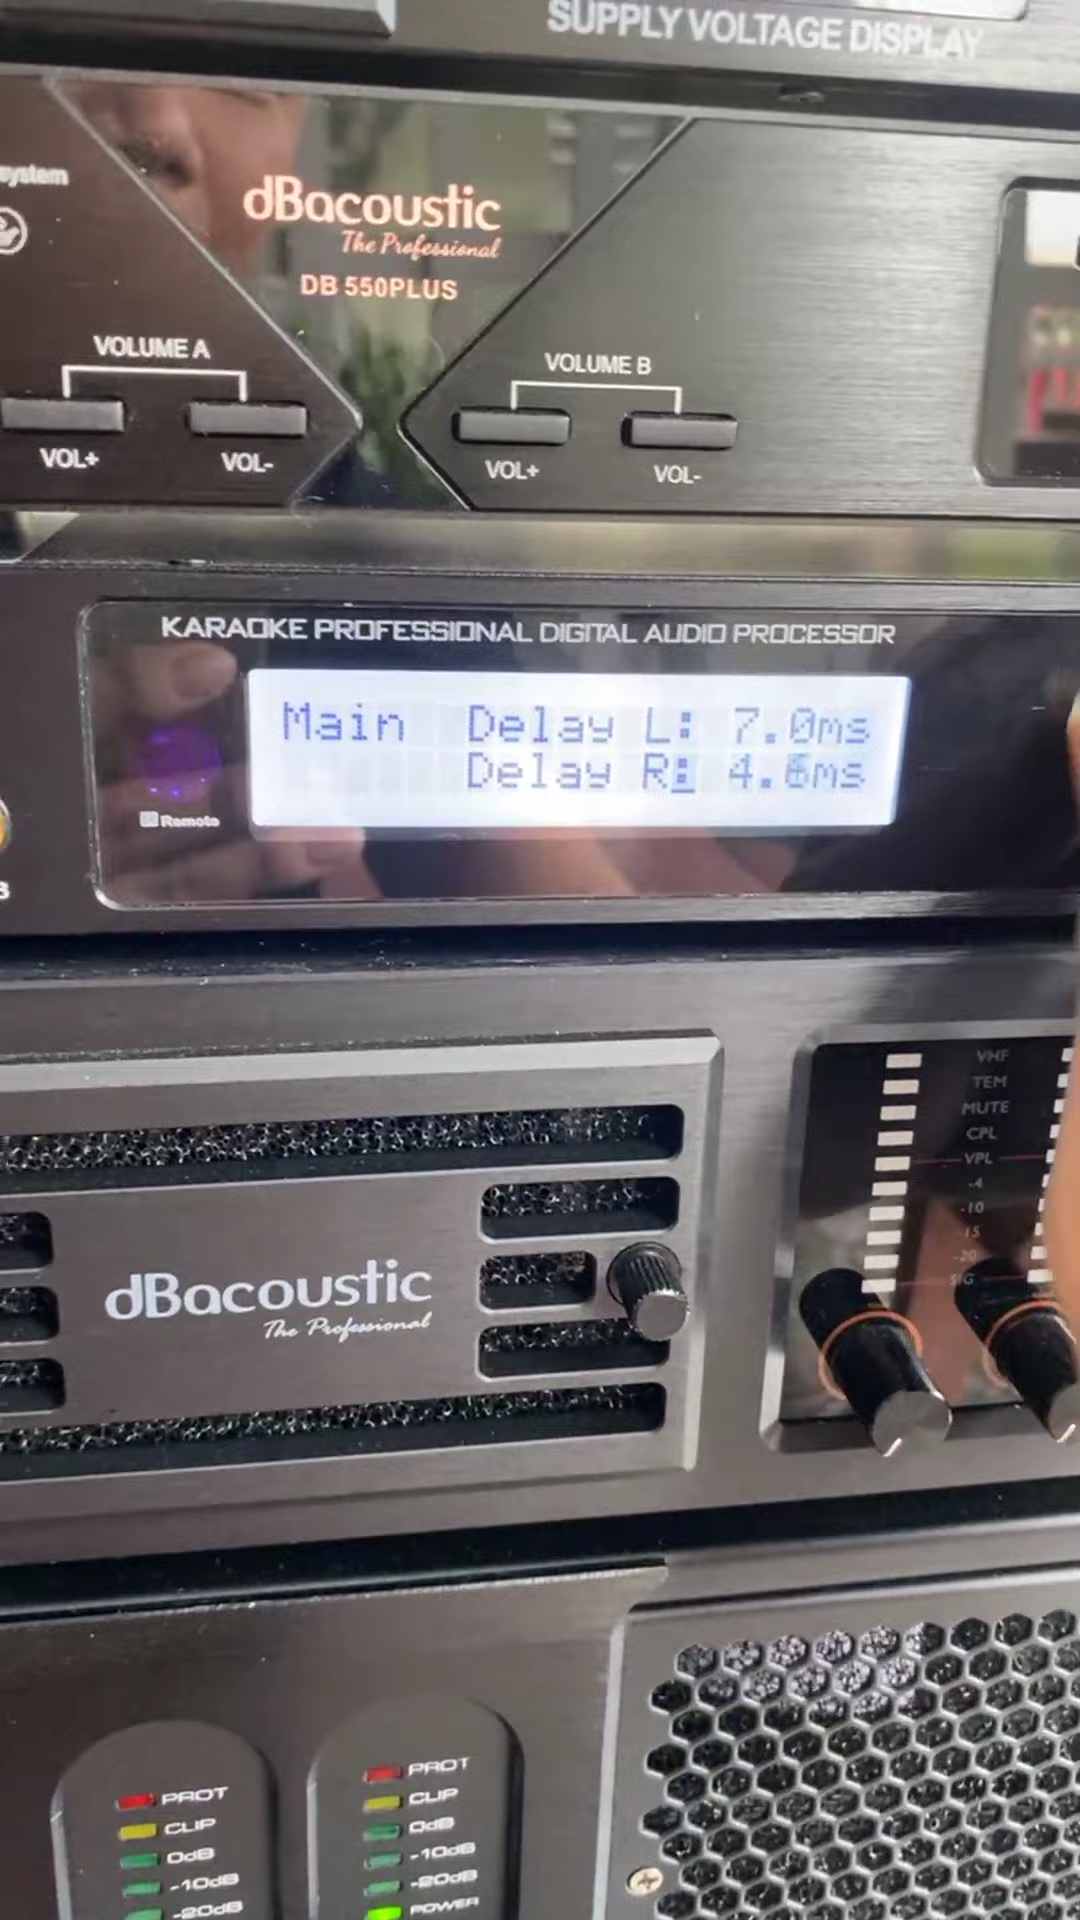 SUPPLY VOLTAGE DISPLAY
system
dBacoustic
The Professional
DB 550PLUS
VOLUME A
VOL+ VOL-
VOLUME B
VOL+ VOL-
KARAOKE PROFESSIONAL DIGITAL AUDIO PROCESSOR
Main Delay L: 7.0ms
Delay R:
Remote
VHF
TEM
MUTE
CPL
VPL
-4
-10
15
-20
SIG
dBacoustic
The Professional
PROT
CLIP
0dB
-10dB
-20dB
PROT
CLIP
0dB
-10dB
-20dB
POWER